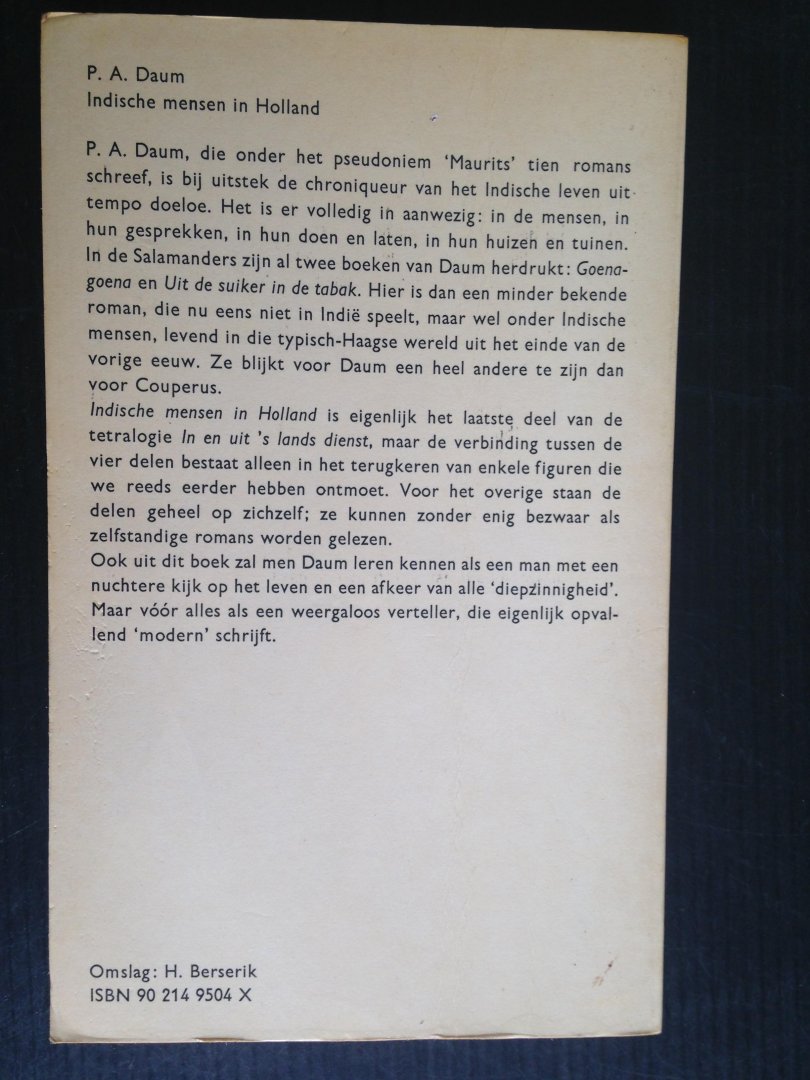 P. A. Daum
Indische mensen in Holland
P. A. Daum, die onder het pseudoniem ‘Maurits’ tien romans
schreef, is bij uitstek de chroniqueur van het Indische leven uit
tempo doeloe. Het is er volledig in aanwezig: in de mensen, in
hun gesprekken, in hun doen en laten, in hun huizen en tuinen.
In de Salamanders zijn al twee boeken van Daum herdrukt: Goena-
goena en Uit de suiker in de tabak. Hier is dan een minder bekende
roman, die nu eens niet in Indië speelt, maar wel onder Indische
mensen, levend in die typisch-Haagse wereld uit het einde van de
vorige eeuw. Ze blijkt voor Daum een heel andere te zijn dan
voor Couperus.
Indische mensen in Holland is eigenlijk het laatste deel van de
tetralogie In en uit ’s lands dienst, maar de verbinding tussen de
vier delen bestaat alleen in het terugkeren van enkele figuren die
we reeds eerder hebben ontmoet. Voor het overige staan de
delen geheel op zichzelf; ze kunnen zonder enig bezwaar als
zelfstandige romans worden gelezen.
Ook uit dit boek zal men Daum leren kennen als een man met een
nuchtere kijk op het leven en een afkeer van alle ‘diepzinnigheid’.
Maar vóór alles als een weergaloos verteller, die eigenlijk opval-
lend ‘modern’ schrijft.
Omslag: H. Berserik
ISBN 90 214 9504 X